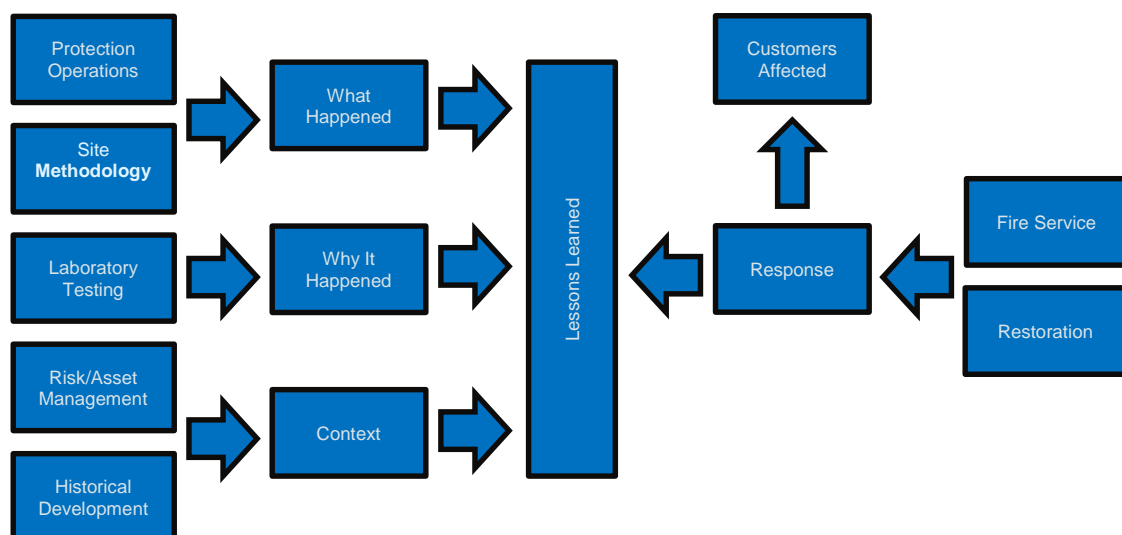 Protection
Operations
Site
Methodology
Laboratory
Testing
Risk/Asset
Management
Historical
Development
What
Happened
Why It
Happened
Context
Lessons Learned
Customers
Affected
Response
Fire Service
Restoration